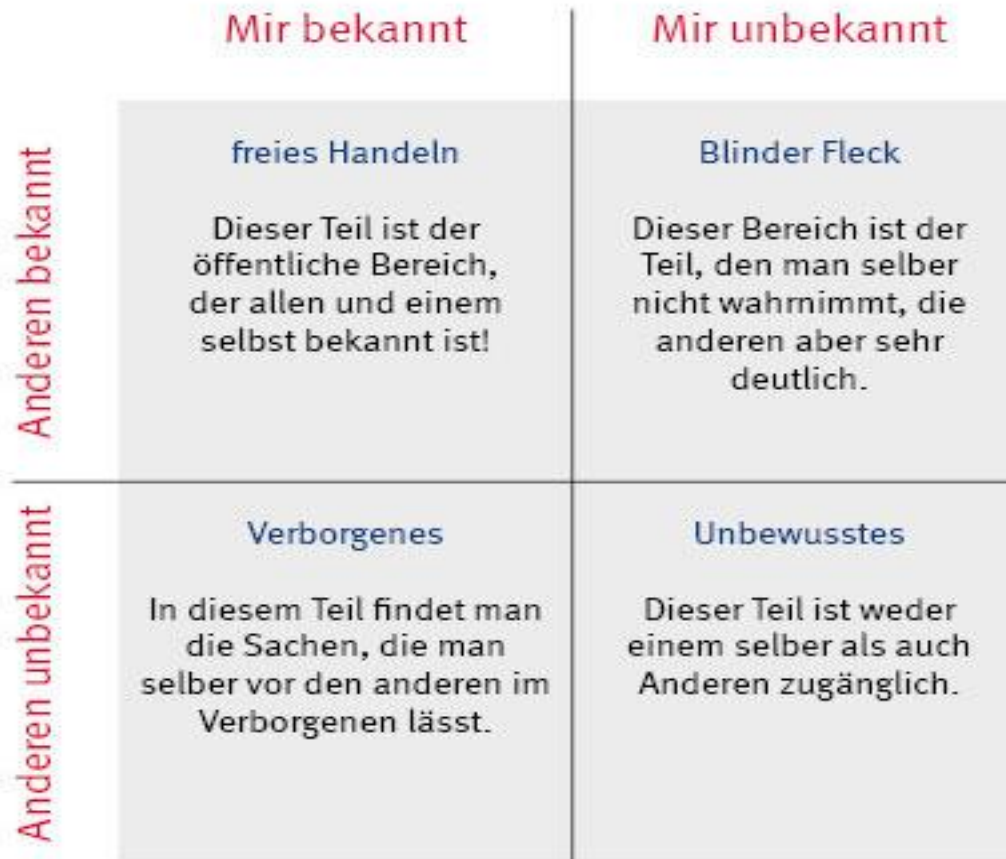 Mir bekannt
Mir unbekannt
Anderen bekannt
freies Handeln
Dieser Teil ist der
öffentliche Bereich,
der allen und einem
selbst bekannt ist!
Blinder Fleck
Dieser Bereich ist der
Teil, den man selber
nicht wahrnimmt, die
anderen aber sehr
deutlich.
Anderen unbekannt
Verborgenes
In diesem Teil findet man
die Sachen, die man
selber vor den anderen im
Verborgenen lässt.
Unbewusstes
Dieser Teil ist weder
einem selber als auch
Anderen zugänglich.